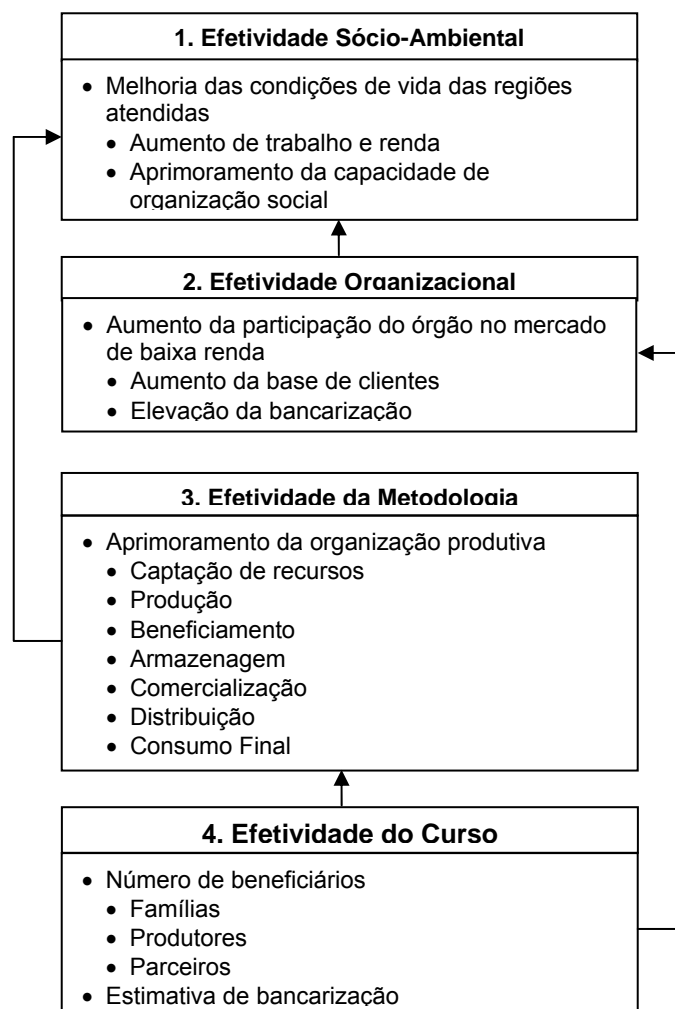 1. Efetividade Sócio-Ambiental
• Melhoria das condições de vida das regiões
atendidas
• Aumento de trabalho e renda
• Aprimoramento da capacidade de
organização social
2. Efetividade Organizacional
• Aumento da participação do órgão no mercado
de baixa renda
• Aumento da base de clientes
• Elevação da bancarização
3. Efetividade da Metodologia
• Aprimoramento da organização produtiva
• Captação de recursos
• Produção
• Beneficiamento
• Armazenagem
• Comercialização
• Distribuição
• Consumo Final
4. Efetividade do Curso
• Número de beneficiários
• Famílias
• Produtores
• Parceiros
• Estimativa de bancarização